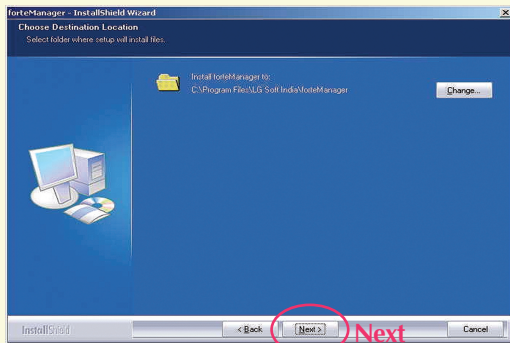 forteManager - InstallShield Wizard
Choose Destination Location
Select folder where setup will install files.
Install forteManager to:
C:\Program Files\LG Soft India\forteManager
Change...
InstallShield
< Back
Next >
Next
Cancel